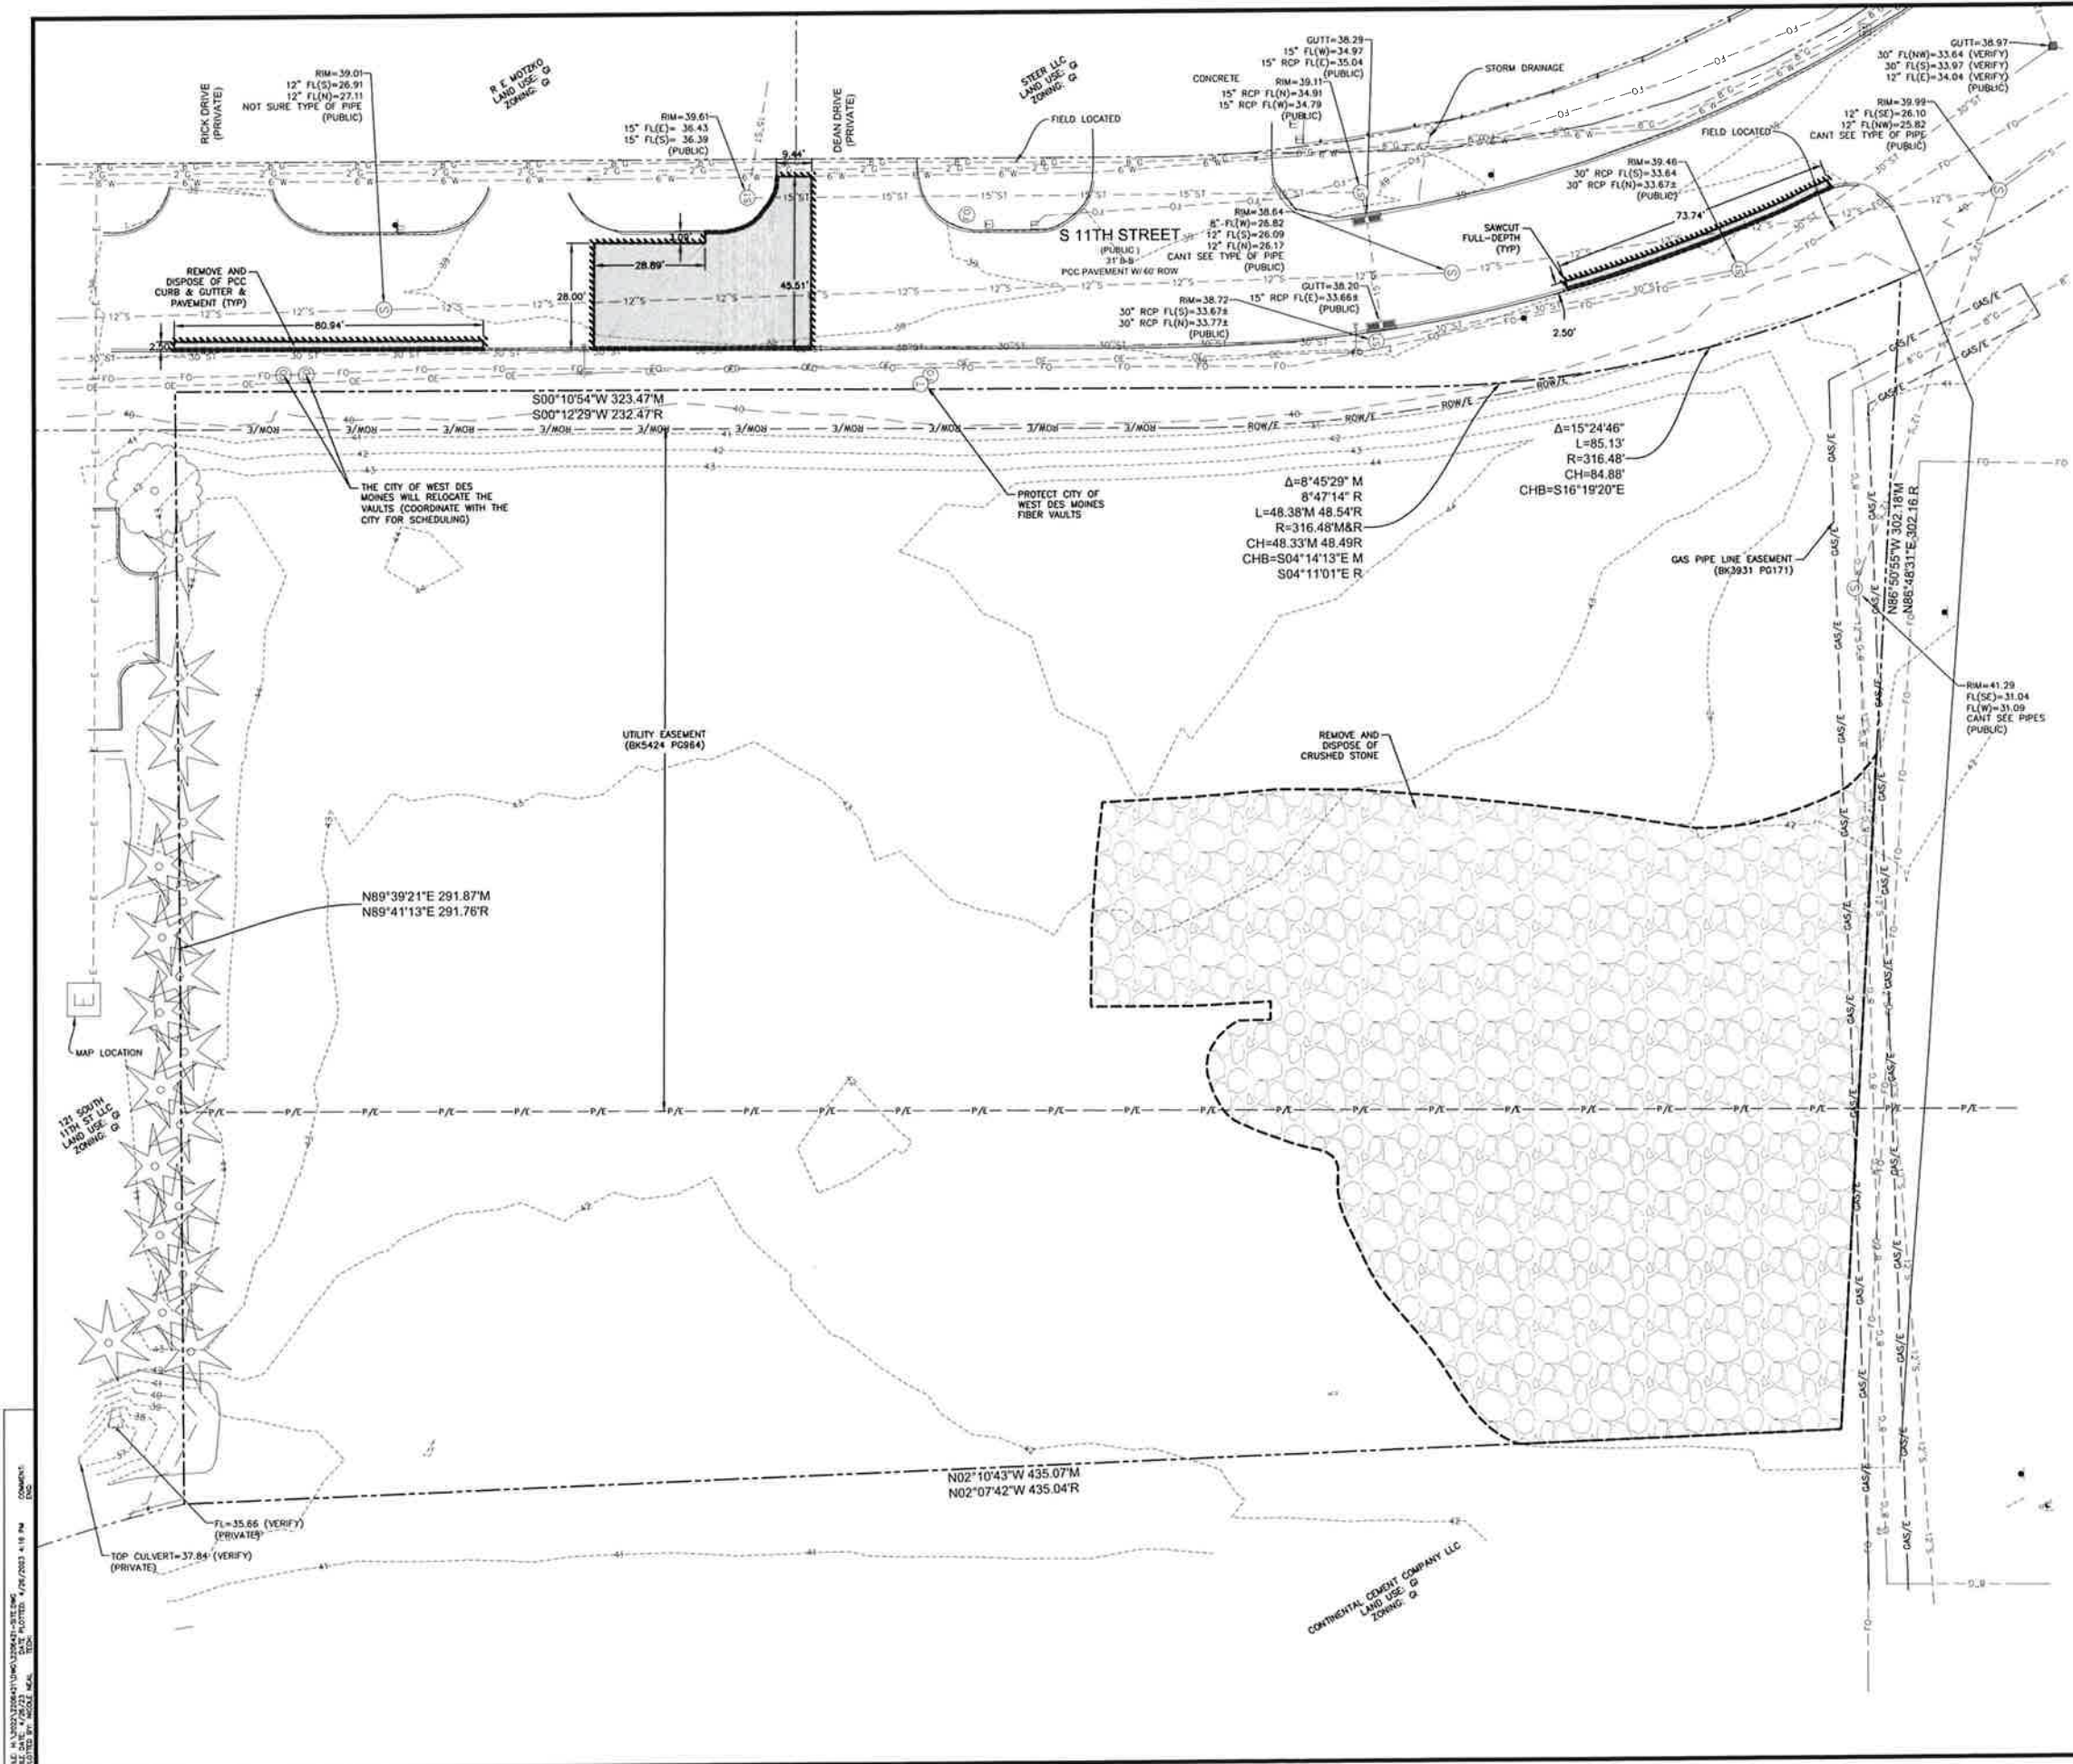 RICK DRIVE
(PRIVATE)
RIM=39.01
12" FL(S)=26.91
12" FL(N)=27.11
NOT SURE TYPE OF PIPE
(PUBLIC)
R E MOTZKO
LAND USE: GI
ZONING: GI
RIM=39.61
15" FL(E)= 36.43
15" FL(S)= 36.39
(PUBLIC)
DEAN DRIVE
(PRIVATE)
STEER LLC
LAND USE: GI
ZONING: GI
FIELD LOCATED
CONCRETE
GUTT=38.29
15" FL(W)=34.97
15" RCP FL(E)=35.04
(PUBLIC)
RIM=39.11
15" RCP FL(N)=34.91
15" RCP FL(W)=34.79
(PUBLIC)
STORM DRAINAGE
GUTT=38.97
30" FL(NW)=33.64 (VERIFY)
30" FL(S)=33.97 (VERIFY)
12" FL(E)=34.04 (VERIFY)
(PUBLIC)
RIM=39.99
12" FL(SE)=26.10
12" FL(NW)=25.82
CANT SEE TYPE OF PIPE
(PUBLIC)
FIELD LOCATED
RIM=39.46
30" RCP FL(S)=33.64
30" RCP FL(N)=33.67±
(PUBLIC)
73.74'
SAWCUT
FULL-DEPTH
(TYP)
2.50'
9.44'
3.09'
28.89'
28.00'
45.51'
S 11TH STREET
(PUBLIC)
31' B-B
PCC PAVEMENT W/ 60' ROW
RIM=38.64
8" FL(W)=26.82
12" FL(S)=26.09
12" FL(N)=26.17
CANT SEE TYPE OF PIPE
(PUBLIC)
GUTT=38.20
15" RCP FL(E)=33.66±
(PUBLIC)
RIM=38.72
30" RCP FL(S)=33.67±
30" RCP FL(N)=33.77±
(PUBLIC)
REMOVE AND
DISPOSE OF PCC
CURB & GUTTER &
PAVEMENT (TYP)
80.94'
2.50'
S00°10'54"W 323.47'M
S00°12'29"W 232.47'R
THE CITY OF WEST DES
MOINES WILL RELOCATE THE
VAULTS (COORDINATE WITH THE
CITY FOR SCHEDULING)
PROTECT CITY OF
WEST DES MOINES
FIBER VAULTS
Δ=8°45'29" M
8°47'14" R
L=48.38'M 48.54'R
R=316.48'M&R
CH=48.33'M 48.49R
CHB=S04°14'13"E M
S04°11'01"E R
Δ=15°24'46"
L=85.13'
R=316.48'
CH=84.88'
CHB=S16°19'20"E
GAS PIPE LINE EASEMENT
(BK3931 PG171)
N86°50'55"W 302.18'M
N86°48'31"E 302.16 R
RIM=41.29
FL(SE)=31.04
FL(W)=31.09
CANT SEE PIPES
(PUBLIC)
UTILITY EASEMENT
(BK5424 PG964)
REMOVE AND
DISPOSE OF
CRUSHED STONE
N89°39'21"E 291.87'M
N89°41'13"E 291.76'R
E
MAP LOCATION
121 SOUTH
11TH ST LLC
LAND USE: GI
ZONING: GI
N02°10'43"W 435.07'M
N02°07'42"W 435.04'R
FL=35.66 (VERIFY)
(PRIVATE)
TOP CULVERT=37.84 (VERIFY)
(PRIVATE)
CONTINENTAL CEMENT COMPANY LLC
LAND USE: GI
ZONING: GI